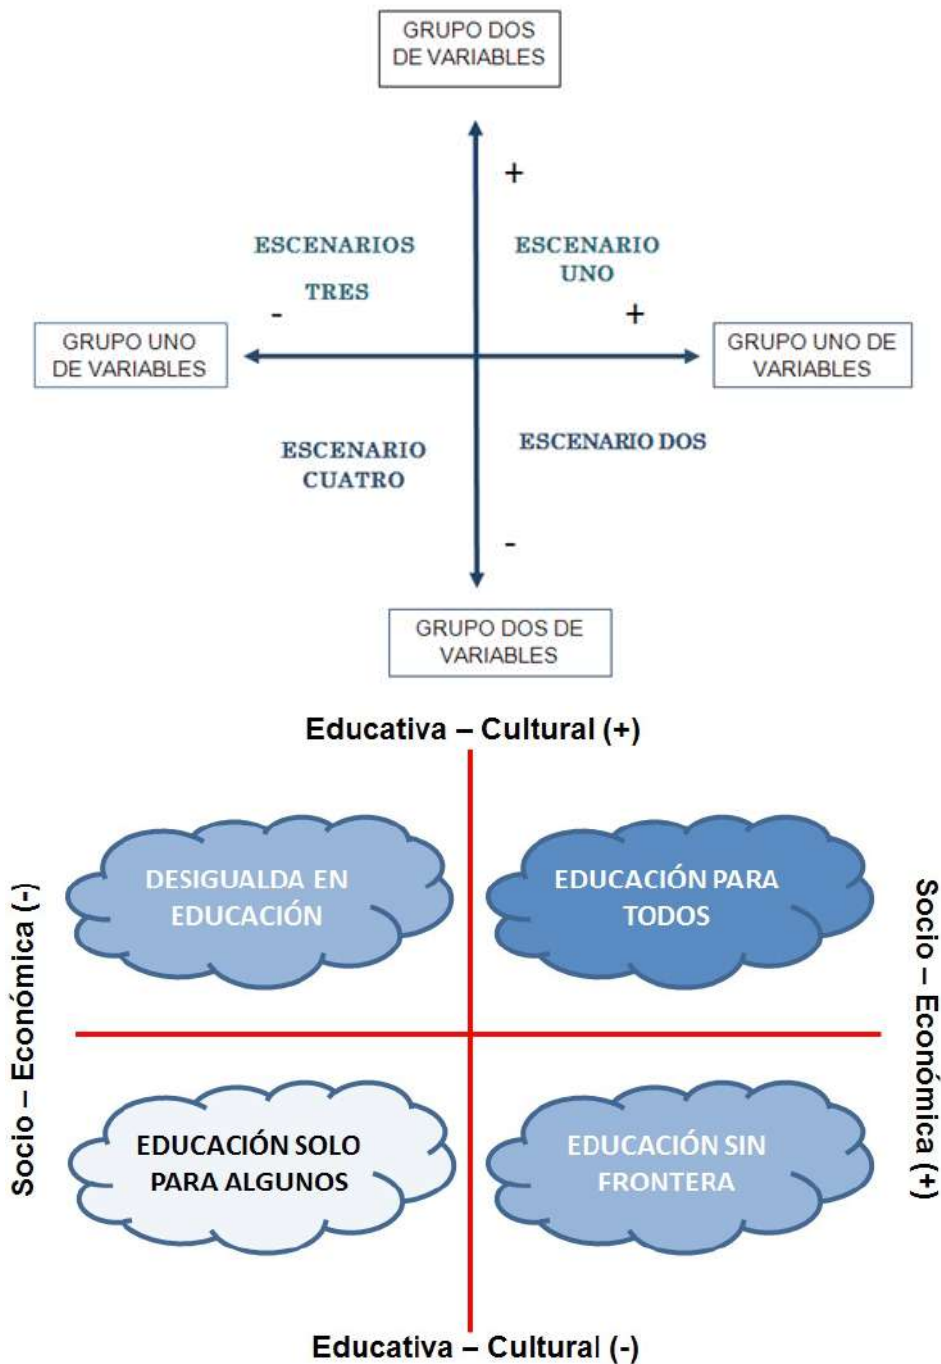 GRUPO DOS
DE VARIABLES
+
ESCENARIOS
TRES
ESCENARIO
UNO
-
+
GRUPO UNO
DE VARIABLES
GRUPO UNO DE
VARIABLES
ESCENARIO
CUATRO
ESCENARIO DOS
-
GRUPO DOS DE
VARIABLES
Educativa – Cultural (+)
Socio – Económica (-)
DESIGUALDA EN
EDUCACIÓN
EDUCACIÓN PARA
TODOS
Socio – Económica (+)
EDUCACIÓN SOLO
PARA ALGUNOS
EDUCACIÓN SIN
FRONTERA
Educativa – Cultural (-)